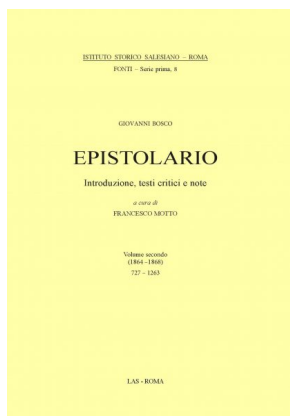 ISTITUTO STORICO SALESIANO – ROMA
FONTI – Serie prima, 8
GIOVANNI BOSCO
EPISTOLARIO
Introduzione, testi critici e note
a cura di
FRANCESCO MOTTO
Volume secondo
(1864 –1868)
727 – 1263
LAS - ROMA